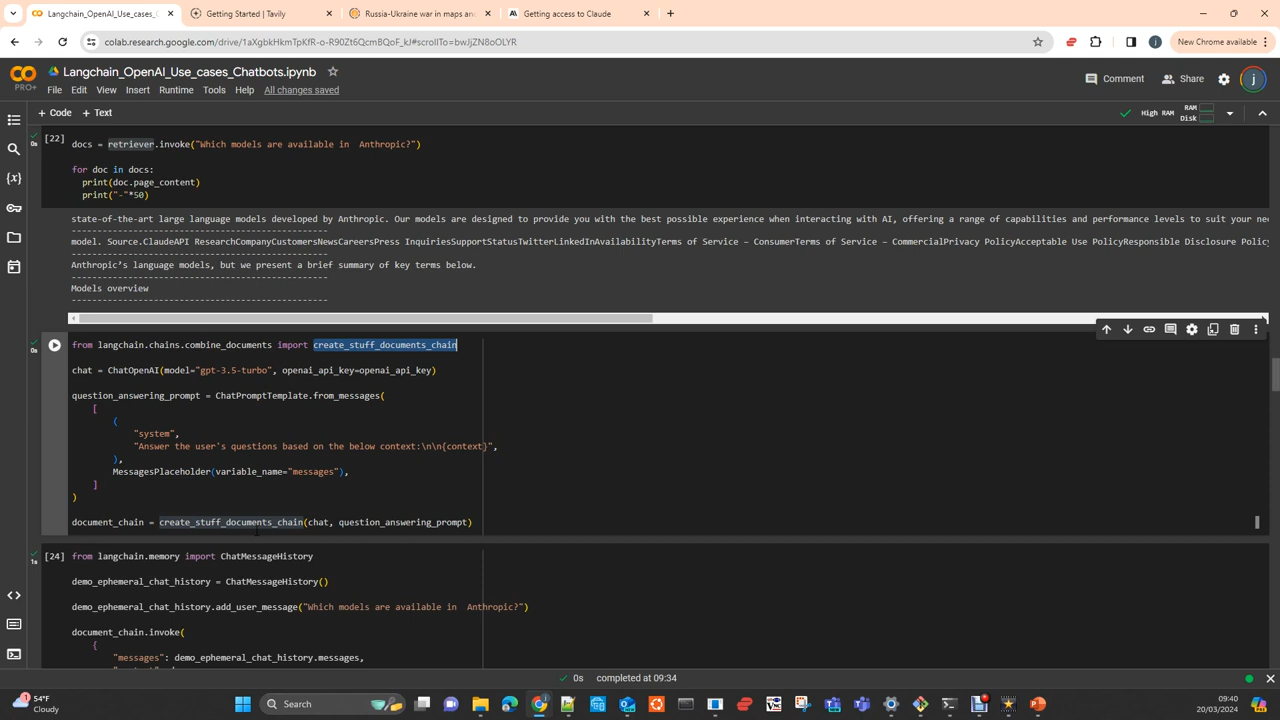 Langchain_OpenAI_Use_cases_C
Getting Started | Tavily
Russia-Ukraine war in maps an
Getting access to Claude
colab.research.google.com/drive/1aXgbkHkmTpKfR-o-R90Zt6QcmBQoF_kJ#scrollTo=bwJjZN8oOLYR
New Chrome available
Langchain_OpenAI_Use_cases_Chatbots.ipynb
Comment
Share
CO
PRO+
File Edit View Insert Runtime Tools Help All changes saved
+ Code + Text
High RAM
RAM
Disk
[22]
0s
docs = retriever.invoke("Which models are available in  Anthropic?")
for doc in docs:
print(doc.page_content)
print("-"*50)
state-of-the-art large language models developed by Anthropic. Our models are designed to provide you with the best possible experience when interacting with AI, offering a range of capabilities and performance levels to suit your nee
--------------------------------------------------
model. Source.ClaudeAPI ResearchCompanyCustomersNewsCareersPress InquiriesSupportStatusTwitterLinkedInAvailabilityTerms of Service – ConsumerTerms of Service – CommercialPrivacy PolicyAcceptable Use PolicyResponsible Disclosure Policy
--------------------------------------------------
Anthropic's language models, but we present a brief summary of key terms below.
--------------------------------------------------
Models overview
--------------------------------------------------
0s
from langchain.chains.combine_documents import create_stuff_documents_chain
chat = ChatOpenAI(model="gpt-3.5-turbo", openai_api_key=openai_api_key)
question_answering_prompt = ChatPromptTemplate.from_messages(
[
(
"system",
"Answer the user's questions based on the below context:\n\n{context}",
),
MessagesPlaceholder(variable_name="messages"),
]
)
document_chain = create_stuff_documents_chain(chat, question_answering_prompt)
[24]
1s
from langchain.memory import ChatMessageHistory
demo_ephemeral_chat_history = ChatMessageHistory()
demo_ephemeral_chat_history.add_user_message("Which models are available in  Anthropic?")
document_chain.invoke(
{
"messages": demo_ephemeral_chat_history.messages,
0s completed at 09:34
54°F
Cloudy
Search
09:40
20/03/2024